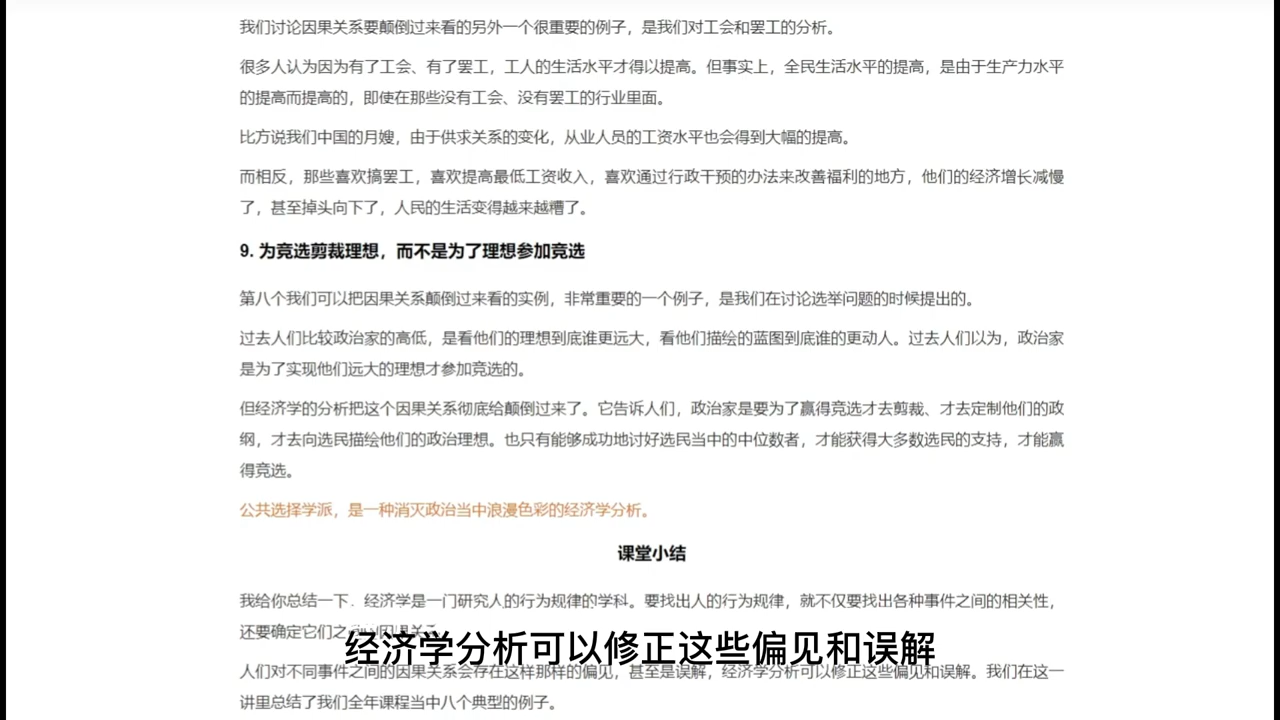 我们讨论因果关系要颠倒过来看的另外一个很重要的例子，是我们对工会和罢工的分析。
很多人认为因为有了工会、有了罢工，工人的生活水平才得以提高。但事实上，全民生活水平的提高，是由于生产力水平
的提高而提高的，即使在那些没有工会、没有罢工的行业里面。
比方说我们中国的月嫂，由于供求关系的变化，从业人员的工资水平也会得到大幅的提高。
而相反，那些喜欢搞罢工，喜欢提高最低工资收入，喜欢通过行政干预的办法来改善福利的地方，他们的经济增长减慢
了，甚至掉头向下了，人民的生活变得越来越糟了。
9. 为竞选剪裁理想，而不是为了理想参加竞选
第八个我们可以把因果关系颠倒过来看的实例，非常重要的一个例子，是我们在讨论选举问题的时候提出的。
过去人们比较政治家的高低，是看他们的理想到底谁更远大，看他们描绘的蓝图到底谁的更动人。过去人们以为，政治家
是为了实现他们远大的理想才参加竞选的。
但经济学的分析把这个因果关系彻底给颠倒过来了。它告诉人们，政治家是要为了赢得竞选才去剪裁、才去定制他们的政
纲，才去向选民描绘他们的政治理想。也只有能够成功地讨好选民当中的中位数者，才能获得大多数选民的支持，才能赢
得竞选。
公共选择学派，是一种消灭政治当中浪漫色彩的经济学分析。
课堂小结
我给你总结一下．经济学是一门研究人的行为规律的学科。要找出人的行为规律，就不仅要找出各种事件之间的相关性，
还要确定它们之
经济学分析可以修正这些偏见和误解
人们对不同事件之间的因果关系会存在这样那样的偏见，甚至是误解，经济学分析可以修正这些偏见和误解。我们在这一
讲里总结了我们全年课程当中八个典型的例子。